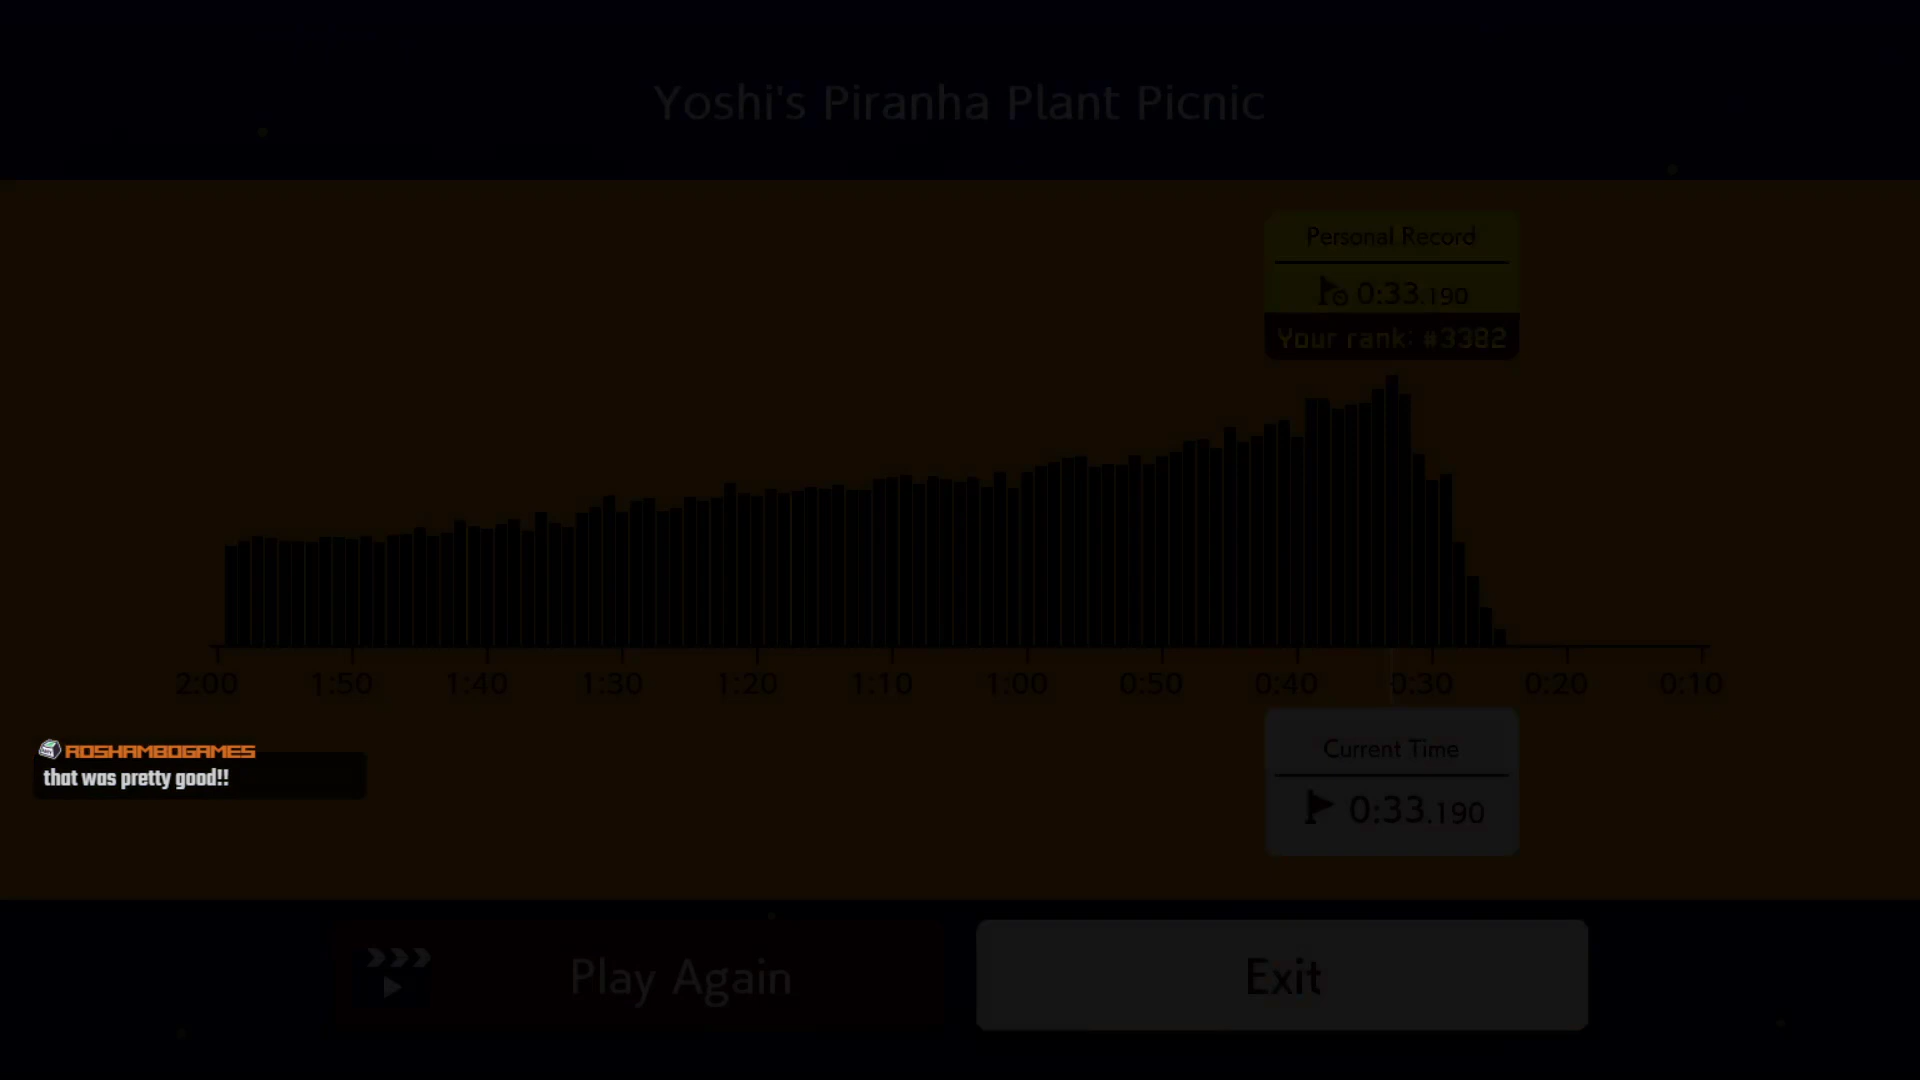 Yoshi's Piranha Plant Picnic
Personal Record
0:33.190
Your rank: #3382
2:00 1:50 1:40 1:30 1:20 1:10 1:00 0:50 0:40 0:30 0:20 0:10
ROSHAMBOGAMES
that was pretty good!!
Current Time
0:33.190
Play Again
Exit